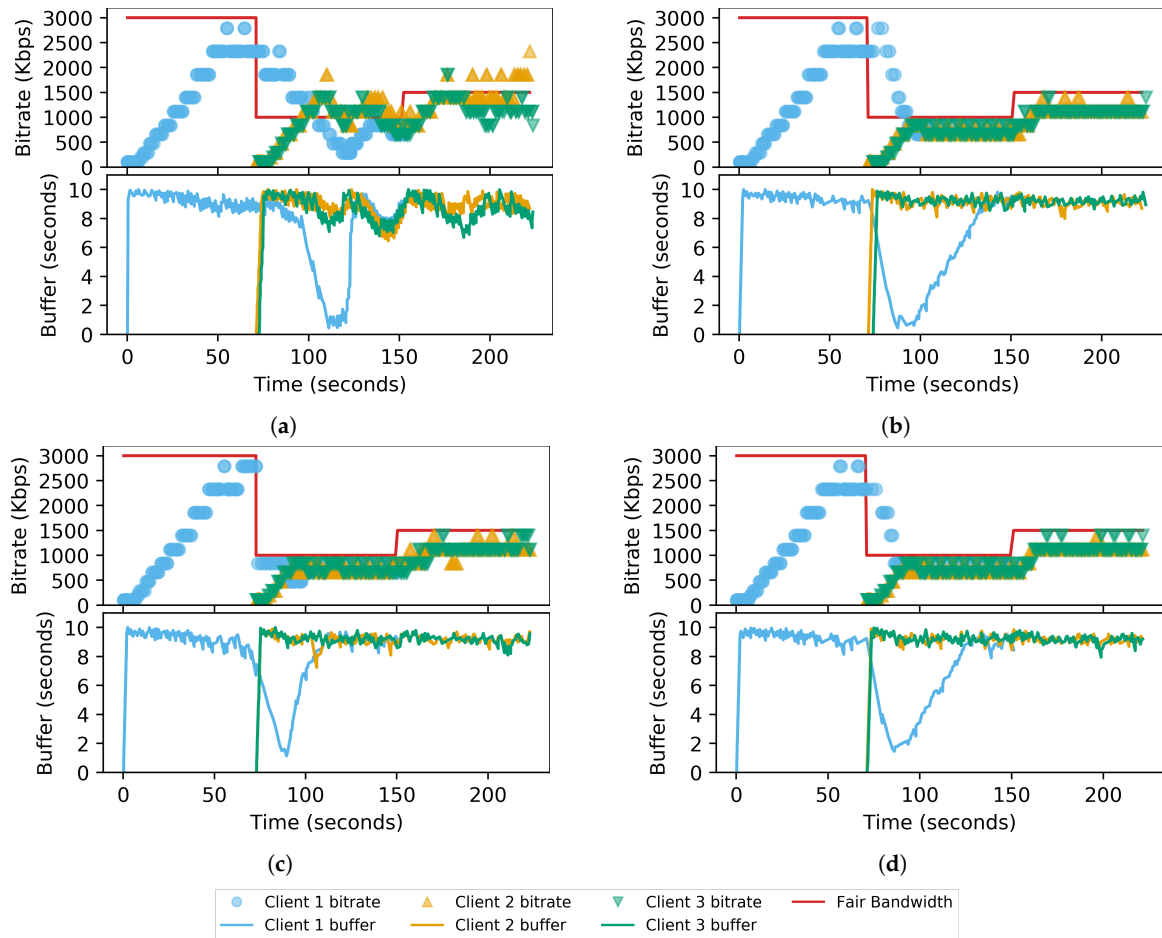 Bitrate (Kbps)
3000
2500
2000
1500
1000
500
0
Buffer (seconds)
10
8
6
4
2
0
0 50 100 150 200
Time (seconds)
(a)
Bitrate (Kbps)
3000
2500
2000
1500
1000
500
0
Buffer (seconds)
10
8
6
4
2
0
0 50 100 150 200
Time (seconds)
(b)
Bitrate (Kbps)
3000
2500
2000
1500
1000
500
0
Buffer (seconds)
10
8
6
4
2
0
0 50 100 150 200
Time (seconds)
(c)
Bitrate (Kbps)
3000
2500
2000
1500
1000
500
0
Buffer (seconds)
10
8
6
4
2
0
0 50 100 150 200
Time (seconds)
(d)
Client 1 bitrate Client 2 bitrate Client 3 bitrate Fair Bandwidth
Client 1 buffer Client 2 buffer Client 3 buffer